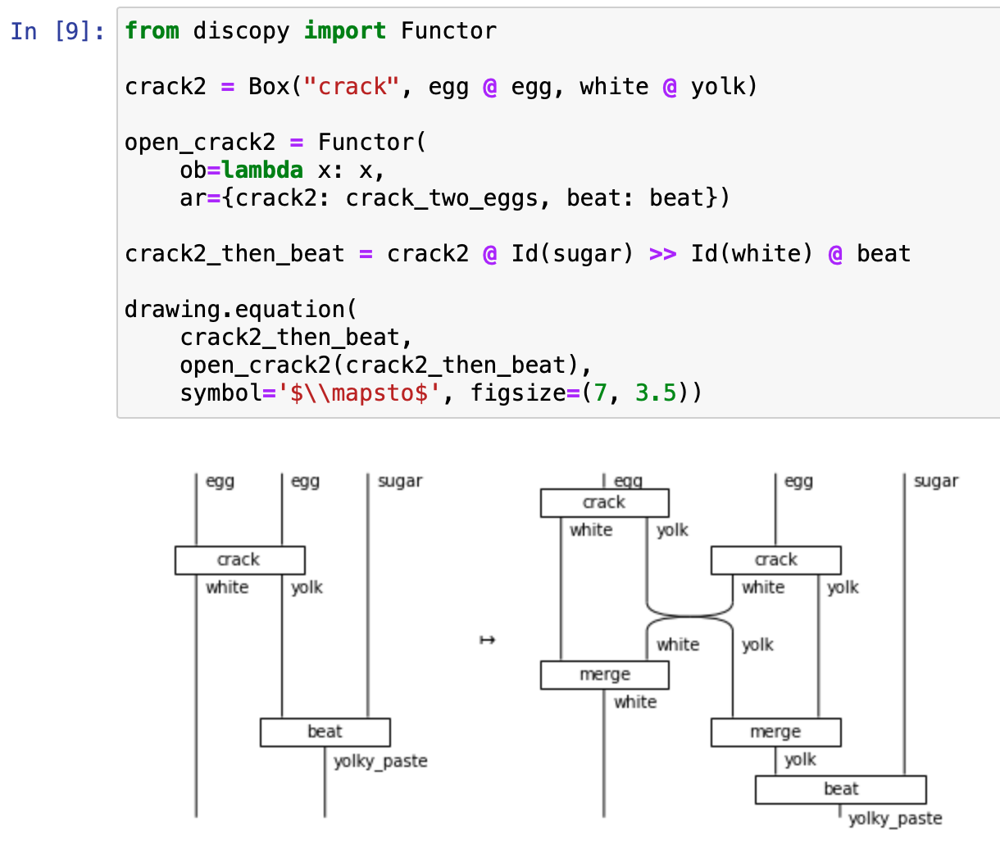 In [9]: from discopy import Functor
crack2 = Box("crack", egg @ egg, white @ yolk)
open_crack2 = Functor(
ob=lambda x: x,
ar={crack2: crack_two_eggs, beat: beat})
crack2_then_beat = crack2 @ Id(sugar) >> Id(white) @ beat
drawing.equation(
crack2_then_beat,
open_crack2(crack2_then_beat),
symbol='$\\mapsto$', figsize=(7, 3.5))
egg egg sugar egg egg sugar
crack
white yolk
crack crack
white yolk white yolk
↦ white yolk
merge
white
beat merge
yolky_paste yolk
beat
yolky_paste